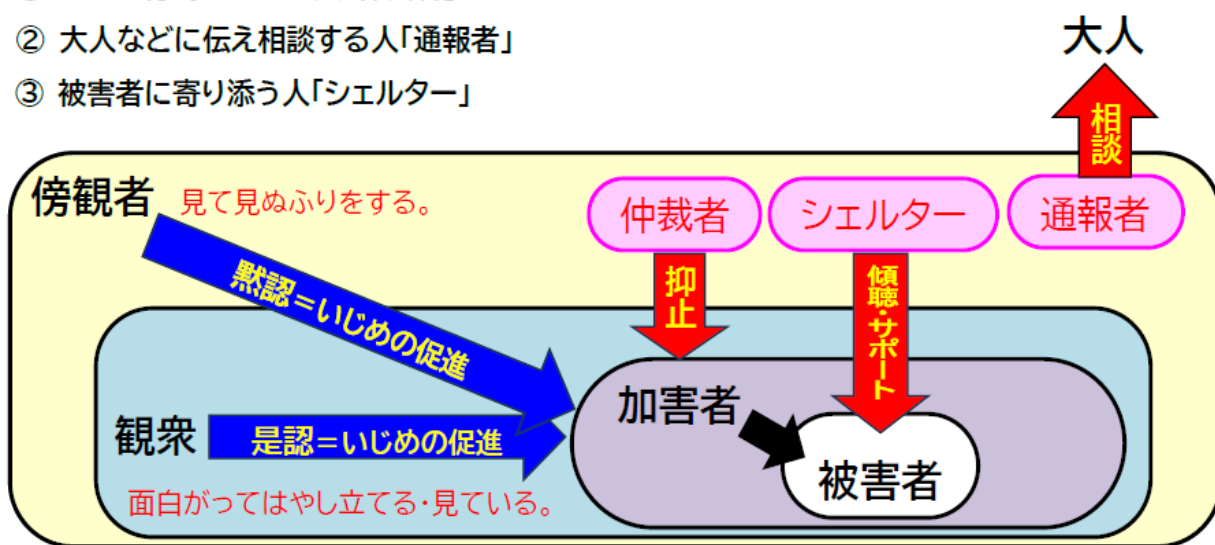 ② 大人などに伝え相談する人「通報者」
③ 被害者に寄り添う人「シェルター」
大人
相談
傍観者
見て見ぬふりをする。
仲裁者
シェルター
通報者
黙認=いじめの促進
抑止
傾聴・サポート
加害者
観衆
是認=いじめの促進
被害者
面白がってはやし立てる・見ている。